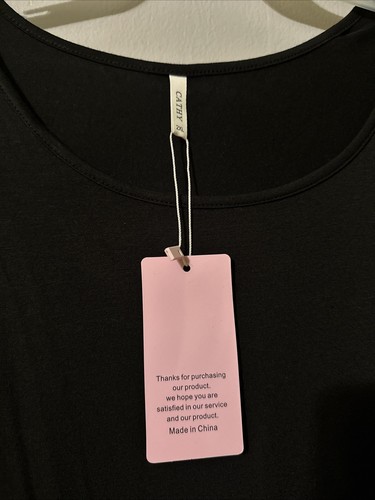 CATHY
Thanks for purchasing
our product.
we hope you are
satisfied in our service
and our product.
Made in China